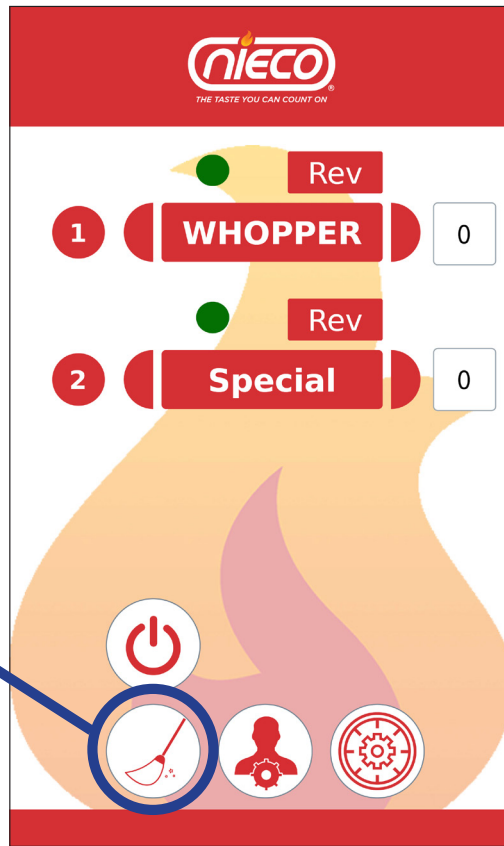 nieco
®
THE TASTE YOU CAN COUNT ON
Rev
1 WHOPPER 0
Rev
2 Special 0